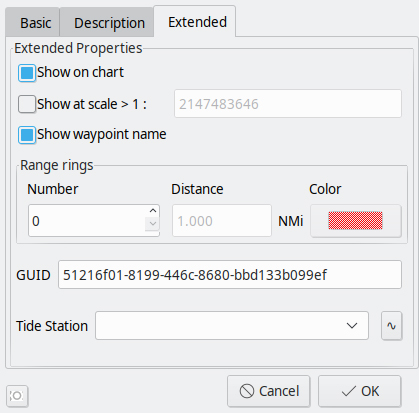 Basic Description Extended
Extended Properties
Show on chart
Show at scale > 1 : 2147483646
Show waypoint name
Range rings
Number Distance Color
0 1.000 NMi
GUID 51216f01-8199-446c-8680-bbd133b099ef
Tide Station ∿
Cancel OK